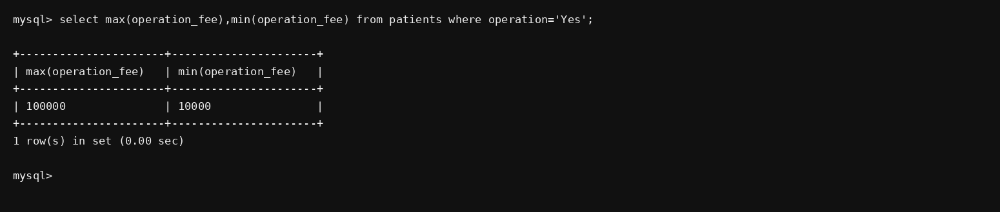 mysql> select max(operation_fee),min(operation_fee) from patients where operation='Yes';
+----------------------+----------------------+
| max(operation_fee)   | min(operation_fee)   |
+----------------------+----------------------+
| 100000               | 10000                |
+----------------------+----------------------+
1 row(s) in set (0.00 sec)
mysql>